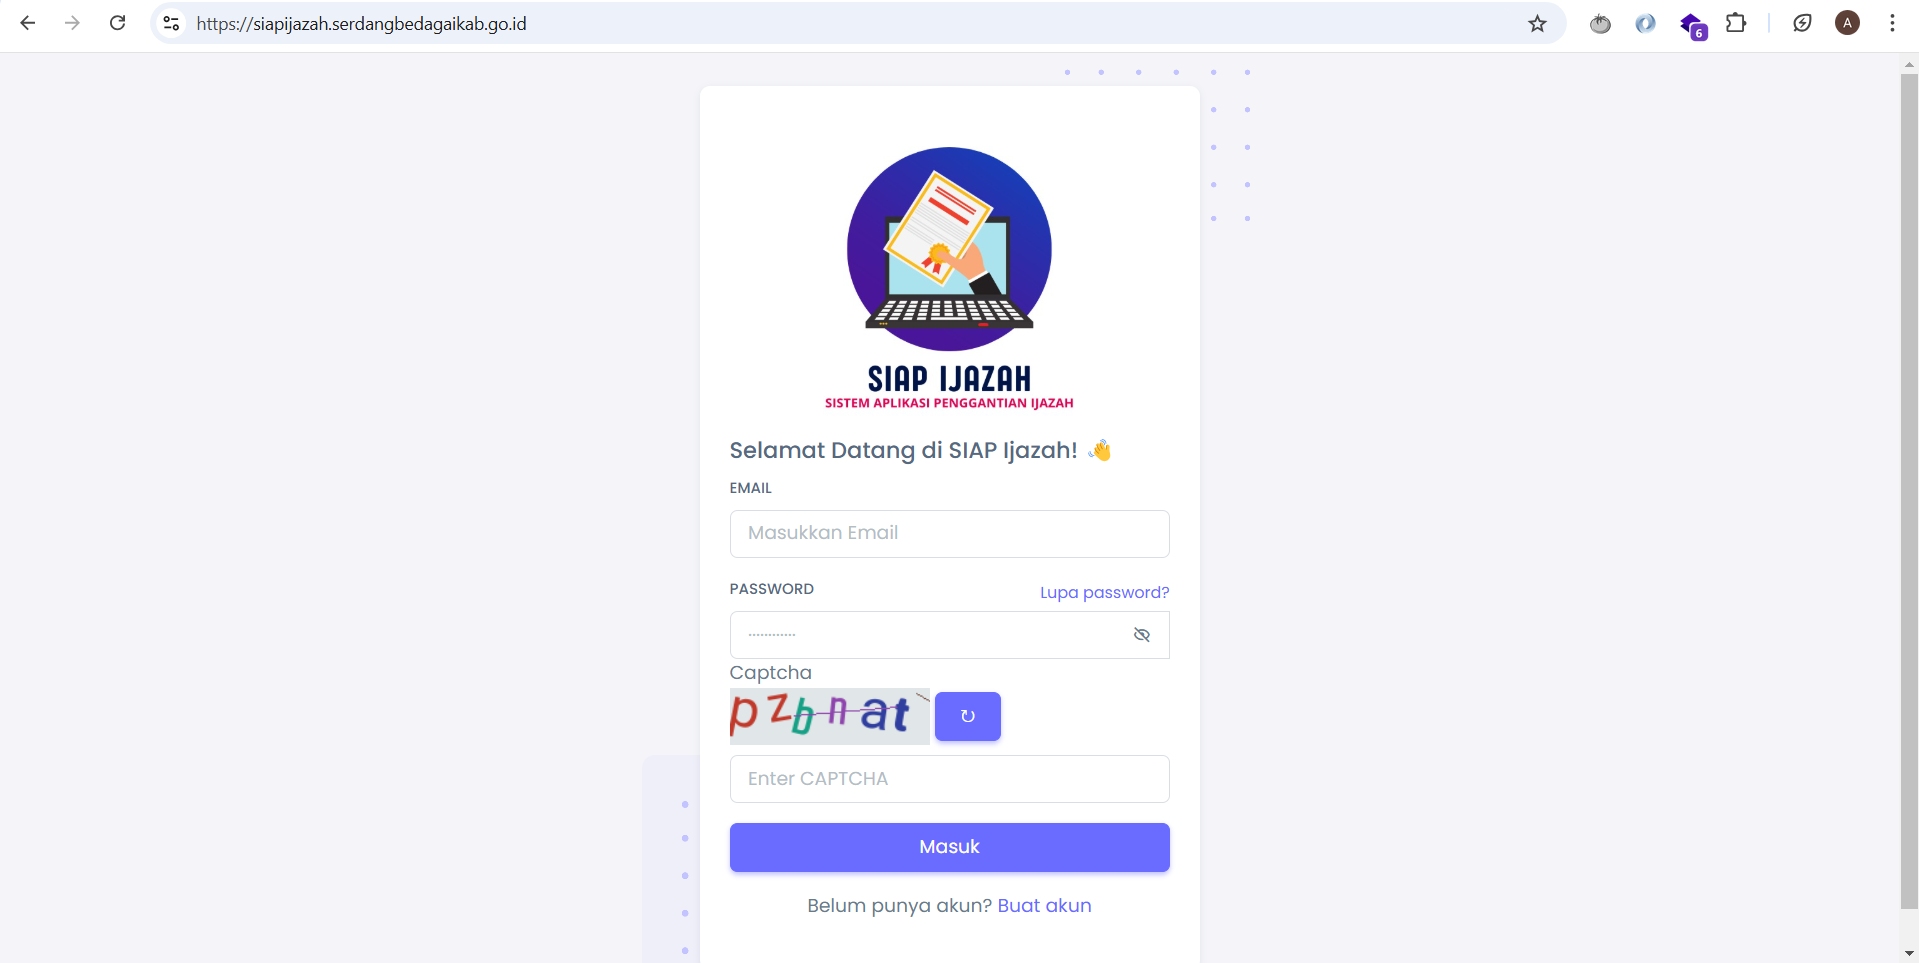 https://siapijazah.serdangbedagaikab.go.id
6
A
SIAP IJAZAH
SISTEM APLIKASI PENGGANTIAN IJAZAH
Selamat Datang di SIAP Ijazah! 👋
EMAIL
Masukkan Email
PASSWORD
Lupa password?
············
Captcha
pzbnat
↻
Enter CAPTCHA
Masuk
Belum punya akun? Buat akun